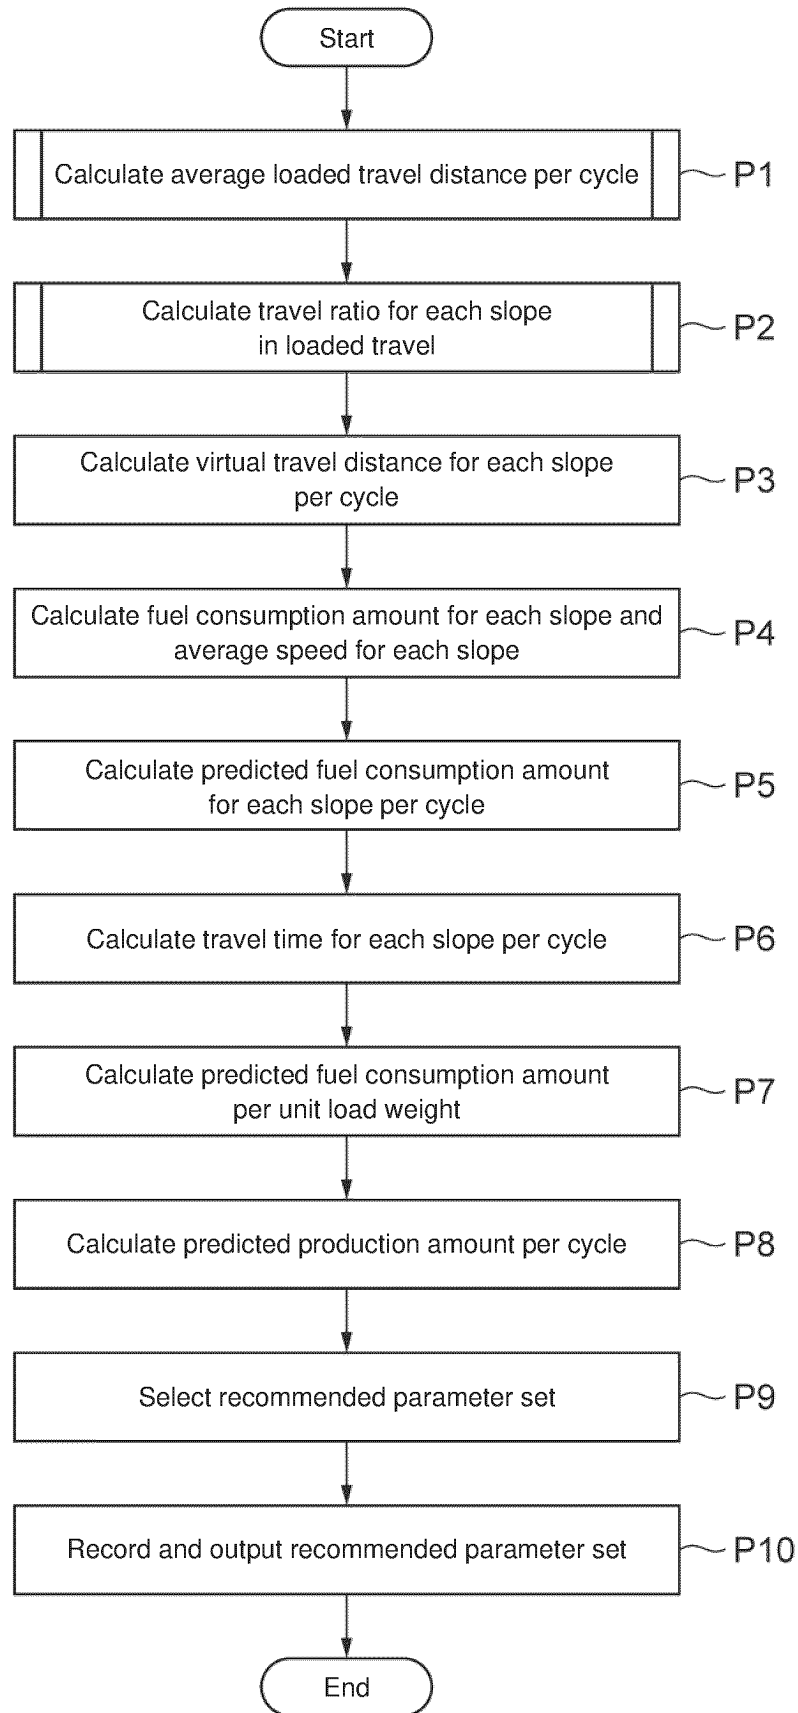 Start
Calculate average loaded travel distance per cycle
P1
Calculate travel ratio for each slope
in loaded travel
P2
Calculate virtual travel distance for each slope
per cycle
P3
Calculate fuel consumption amount for each slope and
average speed for each slope
P4
Calculate predicted fuel consumption amount
for each slope per cycle
P5
Calculate travel time for each slope per cycle
P6
Calculate predicted fuel consumption amount
per unit load weight
P7
Calculate predicted production amount per cycle
P8
Select recommended parameter set
P9
Record and output recommended parameter set
P10
End